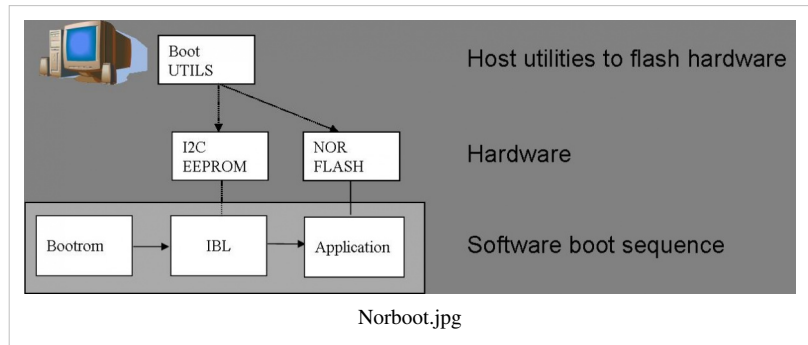 Boot
UTILS
Host utilities to flash hardware
I2C
EEPROM
NOR
FLASH
Hardware
Bootrom
IBL
Application
Software boot sequence
Norboot.jpg